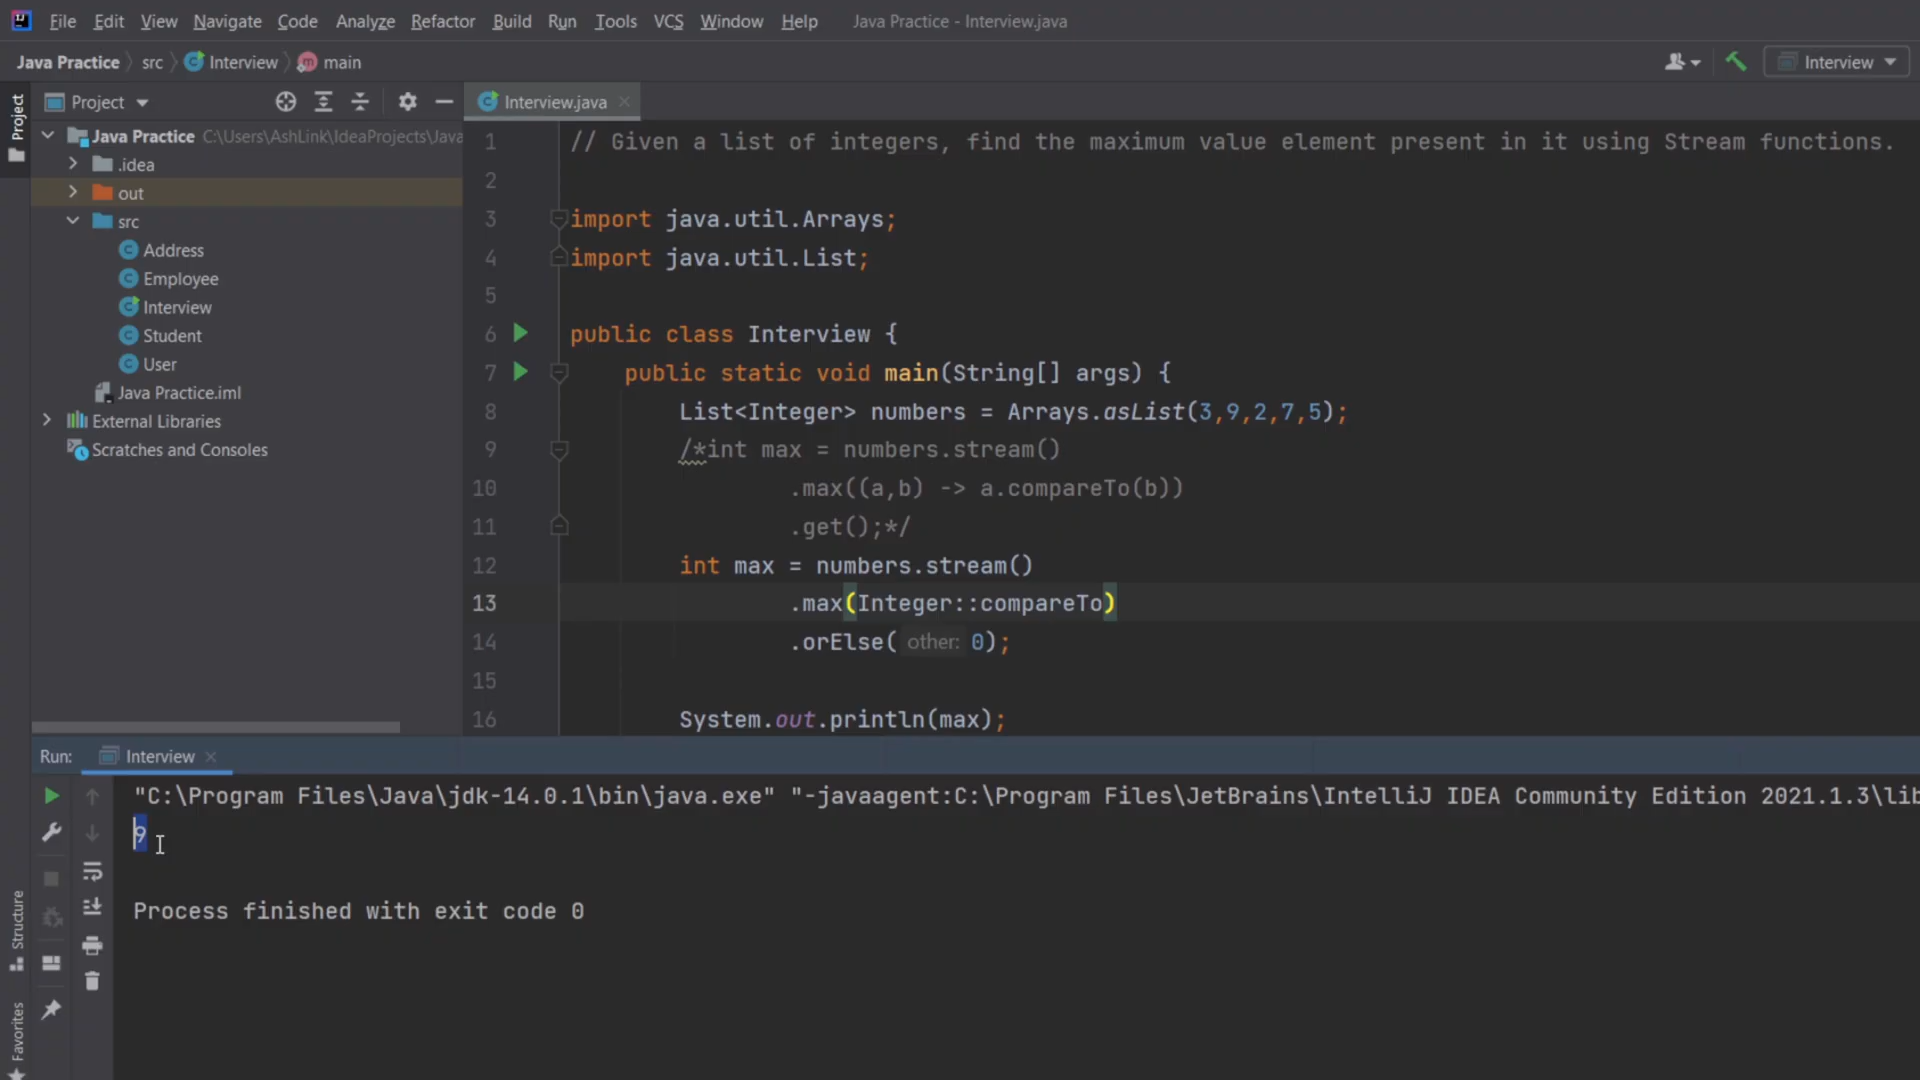 File Edit View Navigate Code Analyze Refactor Build Run Tools VCS Window Help Java Practice - Interview.java
Java Practice src Interview main Interview
Project
Project
Interview.java
Java Practice C:\Users\AshLink\IdeaProjects\Java
.idea
out
src
Address
Employee
Interview
Student
User
Java Practice.iml
External Libraries
Scratches and Consoles
1 // Given a list of integers, find the maximum value element present in it using Stream functions.
2
3 import java.util.Arrays;
4 import java.util.List;
5
6 public class Interview {
7 public static void main(String[] args) {
8 List<Integer> numbers = Arrays.asList(3,9,2,7,5);
9 /*int max = numbers.stream()
10 .max((a,b) -> a.compareTo(b))
11 .get();*/
12 int max = numbers.stream()
13 .max(Integer::compareTo)
14 .orElse( other: 0);
15
16 System.out.println(max);
Run: Interview
"C:\Program Files\Java\jdk-14.0.1\bin\java.exe" "-javaagent:C:\Program Files\JetBrains\IntelliJ IDEA Community Edition 2021.1.3\lib
9
Process finished with exit code 0
Structure
Favorites